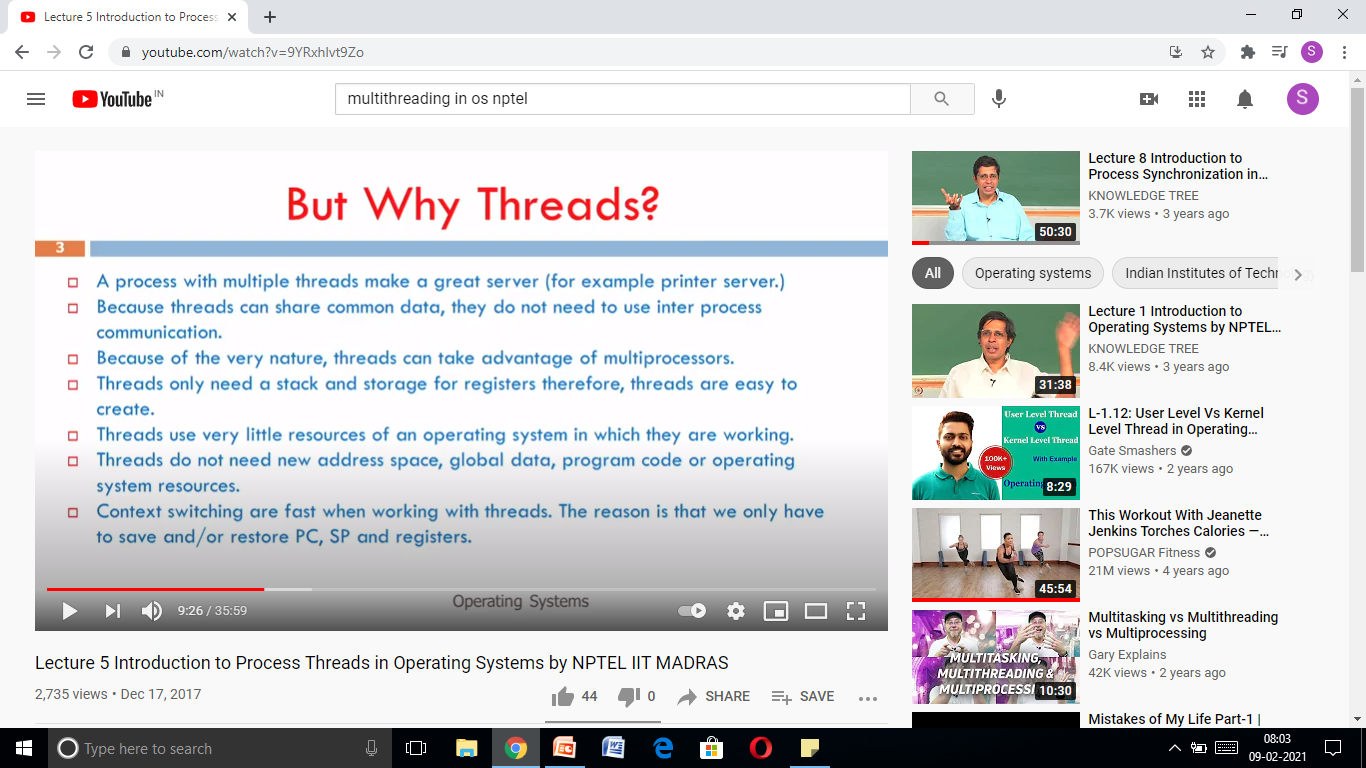 Lecture 5 Introduction to Process
youtube.com/watch?v=9YRxhlvt9Zo
S
YouTube IN
multithreading in os nptel
S
But Why Threads?
3
A process with multiple threads make a great server (for example printer server.)
Because threads can share common data, they do not need to use inter process
communication.
Because of the very nature, threads can take advantage of multiprocessors.
Threads only need a stack and storage for registers therefore, threads are easy to
create.
Threads use very little resources of an operating system in which they are working.
Threads do not need new address space, global data, program code or operating
system resources.
Context switching are fast when working with threads. The reason is that we only have
to save and/or restore PC, SP and registers.
Operating Systems
9:26 / 35:59
Lecture 5 Introduction to Process Threads in Operating Systems by NPTEL IIT MADRAS
2,735 views • Dec 17, 2017
44
0
SHARE
SAVE
50:30
Lecture 8 Introduction to
Process Synchronization in...
KNOWLEDGE TREE
3.7K views • 3 years ago
All
Operating systems
Indian Institutes of Techn
31:38
Lecture 1 Introduction to
Operating Systems by NPTEL...
KNOWLEDGE TREE
8.4K views • 3 years ago
User Level Thread
VS
Kernel Level Thread
With Example
100K+
Views
Operating
8:29
L-1.12: User Level Vs Kernel
Level Thread in Operating...
Gate Smashers
167K views • 2 years ago
45:54
This Workout With Jeanette
Jenkins Torches Calories —...
POPSUGAR Fitness
21M views • 4 years ago
MULTITASKING,
MULTITHREADING &
MULTIPROCESSI
10:30
Multitasking vs Multithreading
vs Multiprocessing
Gary Explains
42K views • 2 years ago
Mistakes of My Life Part-1 |
Type here to search
08:03
09-02-2021